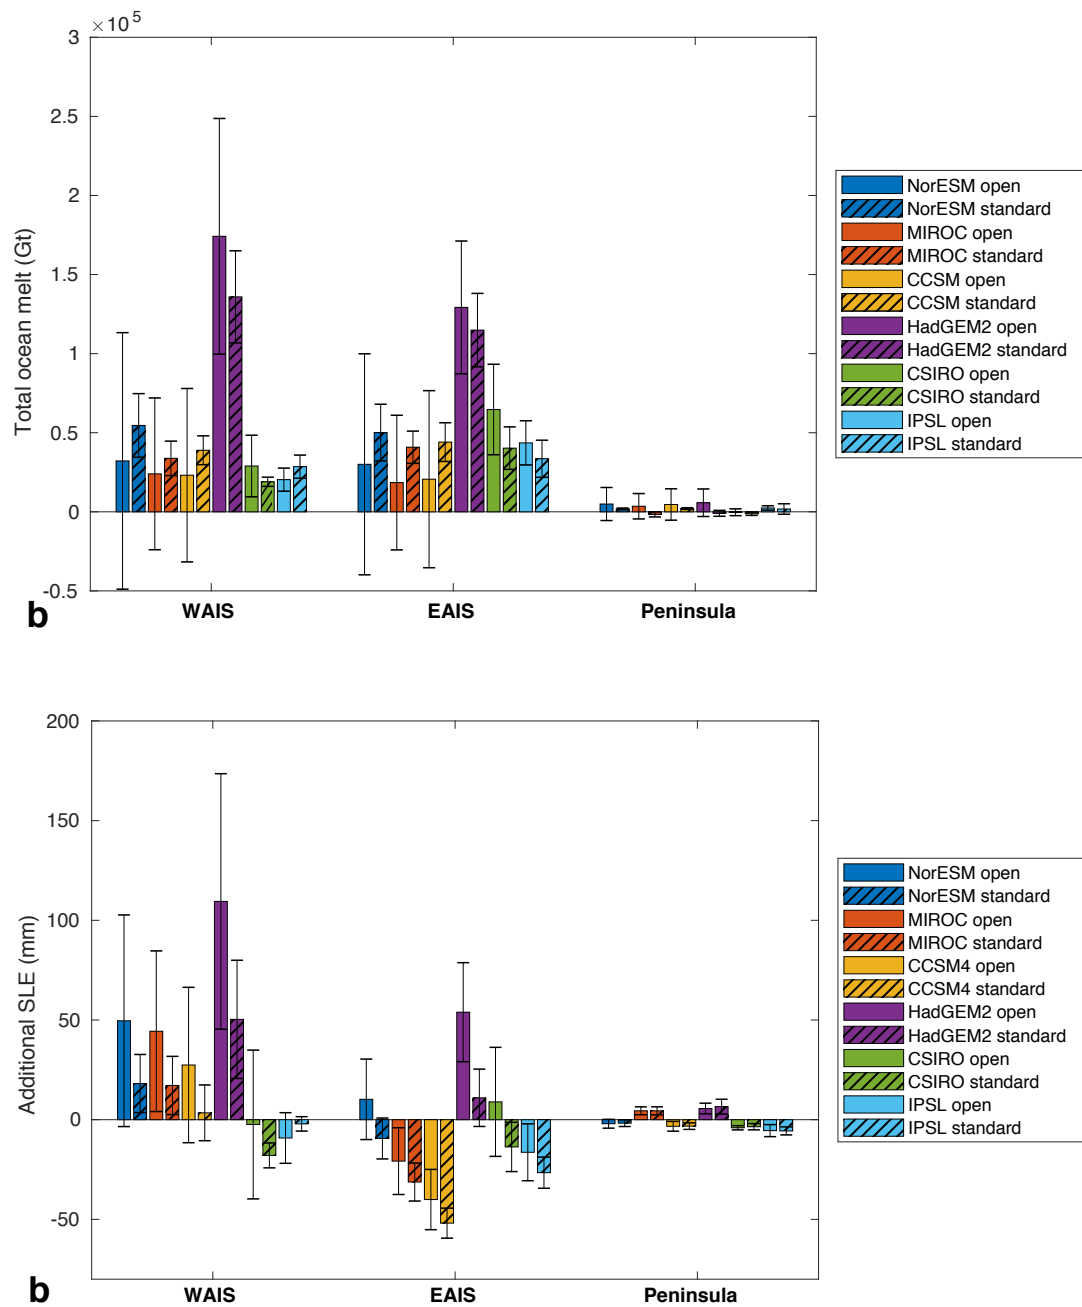 ×10^5
3
2.5
2
1.5
1
0.5
0
-0.5
Total ocean melt (Gt)
WAIS EAIS Peninsula
b
NorESM open
NorESM standard
MIROC open
MIROC standard
CCSM open
CCSM standard
HadGEM2 open
HadGEM2 standard
CSIRO open
CSIRO standard
IPSL open
IPSL standard
200
150
100
50
0
-50
Additional SLE (mm)
WAIS EAIS Peninsula
b
NorESM open
NorESM standard
MIROC open
MIROC standard
CCSM4 open
CCSM4 standard
HadGEM2 open
HadGEM2 standard
CSIRO open
CSIRO standard
IPSL open
IPSL standard